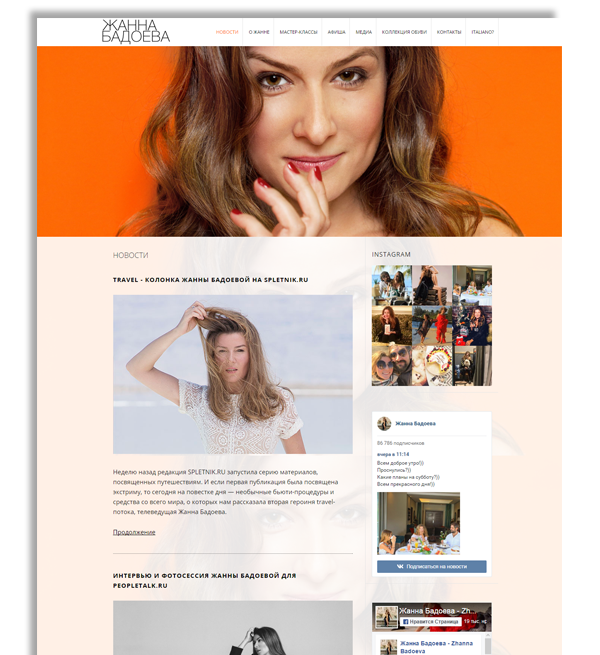 ЖАННА
БАДОЕВА
НОВОСТИ О ЖАННЕ МАСТЕР-КЛАССЫ АФИША МЕДИА КОЛЛЕКЦИЯ ОБУВИ КОНТАКТЫ ITALIANO?
НОВОСТИ
TRAVEL - КОЛОНКА ЖАННЫ БАДОЕВОЙ НА SPLETNIK.RU
Неделю назад редакция SPLETNIK.RU запустила серию материалов,
посвященных путешествиям. И если первая публикация была посвящена
экстриму, то сегодня на повестке дня — необычные бьюти-процедуры и
средства со всего мира, о которых нам рассказала вторая героиня travel-
потока, телеведущая Жанна Бадоева.
Продолжение
ИНТЕРВЬЮ И ФОТОСЕССИЯ ЖАННЫ БАДОЕВОЙ ДЛЯ
PEOPLETALK.RU
INSTAGRAM
Жанна Бадоева
86 786 подписчиков
вчера в 11:14
Всем доброе утро!))
Проснулись?))
Какие планы на субботу?))
Всем прекрасного дня!))
Подписаться на новости
Жанна Бадоева - Zh...
Нравится Страница 19 тыс.
Жанна Бадоева - Zhanna
Badoeva